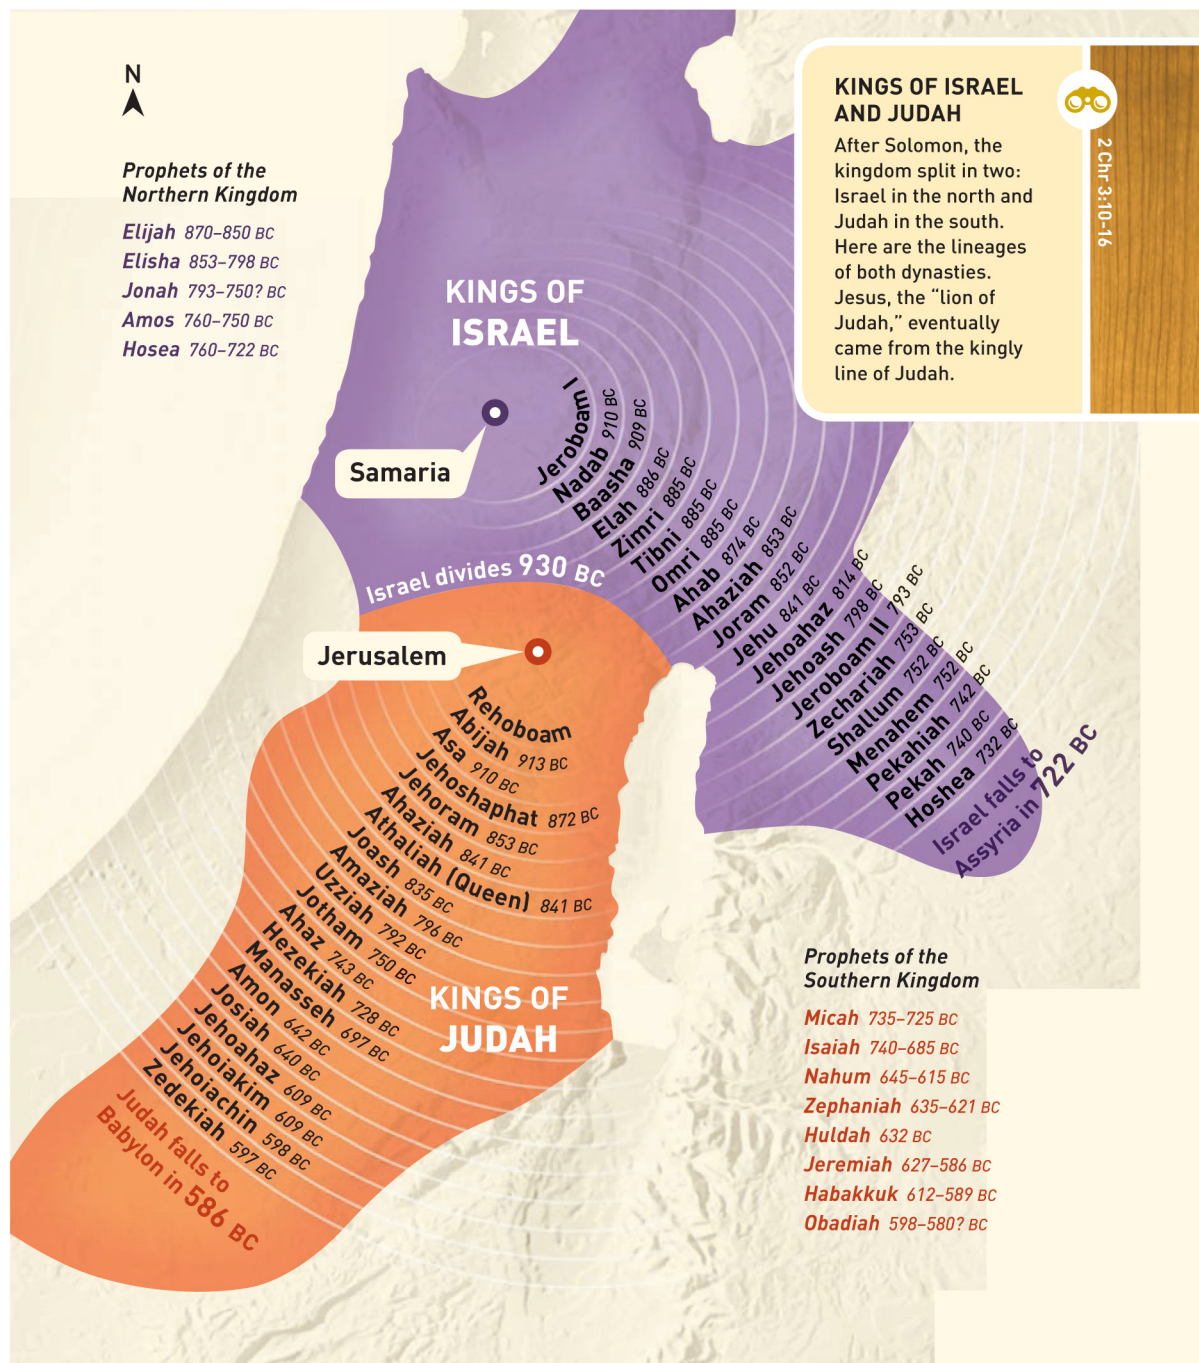 N
Prophets of the
Northern Kingdom
Elijah 870–850 BC
Elisha 853–798 BC
Jonah 793–750? BC
Amos 760–750 BC
Hosea 760–722 BC
KINGS OF ISRAEL
AND JUDAH
After Solomon, the
kingdom split in two:
Israel in the north and
Judah in the south.
Here are the lineages
of both dynasties.
Jesus, the “lion of
Judah,” eventually
came from the kingly
line of Judah.
2 Chr 3:10-16
KINGS OF
ISRAEL
Samaria
Jeroboam I
Nadab 910 BC
Baasha 909 BC
Elah 886 BC
Zimri 885 BC
Tibni 885 BC
Omri 885 BC
Ahab 874 BC
Ahaziah 853 BC
Joram 852 BC
Jehu 841 BC
Jehoahaz 814 BC
Jehoash 798 BC
Jeroboam II 793 BC
Zechariah 753 BC
Shallum 752 BC
Menahem 752 BC
Pekahiah 742 BC
Pekah 740 BC
Hoshea 732 BC
Israel falls to
Assyria in 722 BC
Israel divides 930 BC
Jerusalem
Rehoboam
Abijah 913 BC
Asa 910 BC
Jehoshaphat 872 BC
Jehoram 853 BC
Ahaziah 841 BC
Athaliah (Queen) 841 BC
Joash 835 BC
Amaziah 796 BC
Uzziah 792 BC
Jotham 750 BC
Ahaz 743 BC
Hezekiah 728 BC
Manasseh 697 BC
Amon 642 BC
Josiah 640 BC
Jehoahaz 609 BC
Jehoiakim 609 BC
Jehoiachin 598 BC
Zedekiah 597 BC
Judah falls to
Babylon in 586 BC
KINGS OF
JUDAH
Prophets of the
Southern Kingdom
Micah 735–725 BC
Isaiah 740–685 BC
Nahum 645–615 BC
Zephaniah 635–621 BC
Huldah 632 BC
Jeremiah 627–586 BC
Habakkuk 612–589 BC
Obadiah 598–580? BC